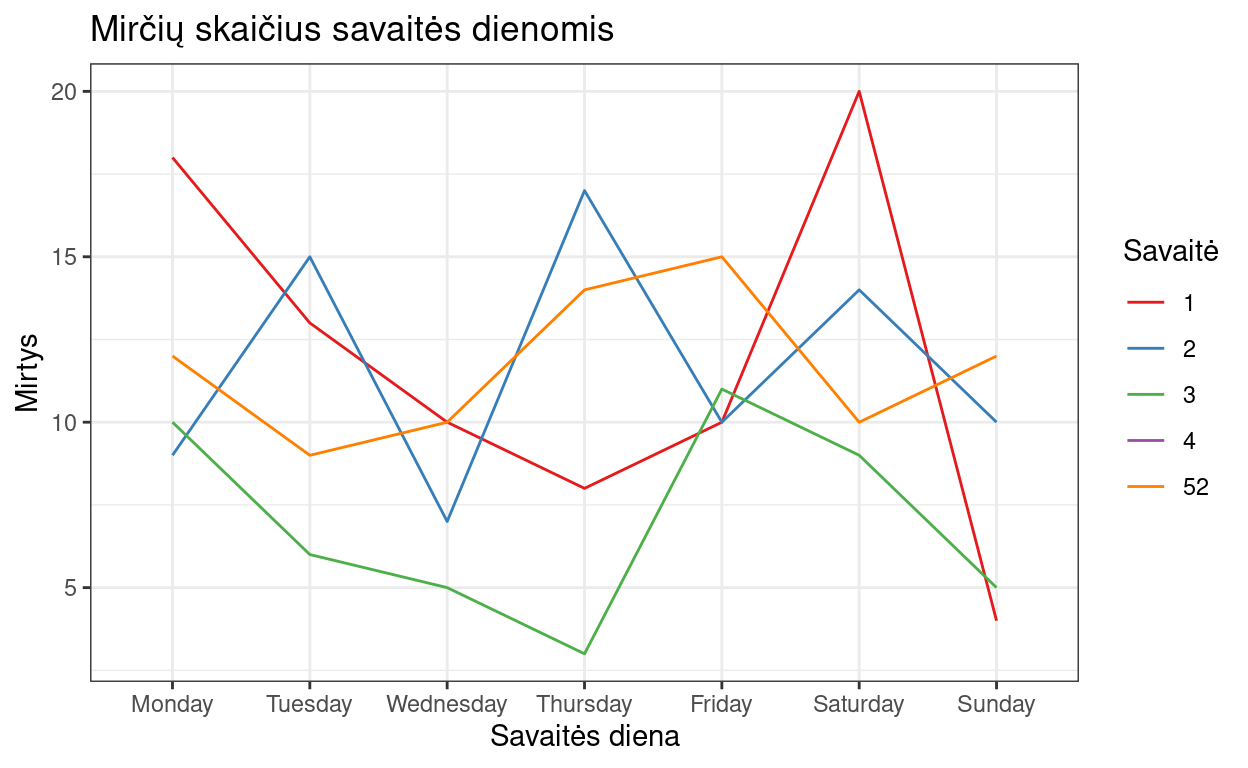 Mirčių skaičius savaitės dienomis
Mirtys
20
15
10
5
Monday Tuesday Wednesday Thursday Friday Saturday Sunday
Savaitės diena
Savaitė
1
2
3
4
52